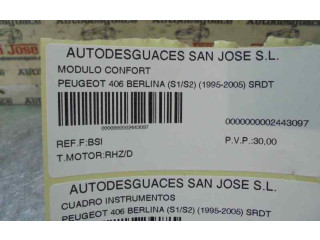 AUTODESGUACES SAN JOSE S.L.
MODULO CONFORT
PEUGEOT 406 BERLINA (S1/S2) (1995-2005) SRDT
0000000002443097
0000000002443097
REF.F:BSI
P.V.P.:30,00
T.MOTOR:RHZ/D
AUTODESGUACES SAN JOSE S.L.
CUADRO INSTRUMENTOS
PEUGEOT 406 BERLINA (S1/S2) (1995-2005) SRDT